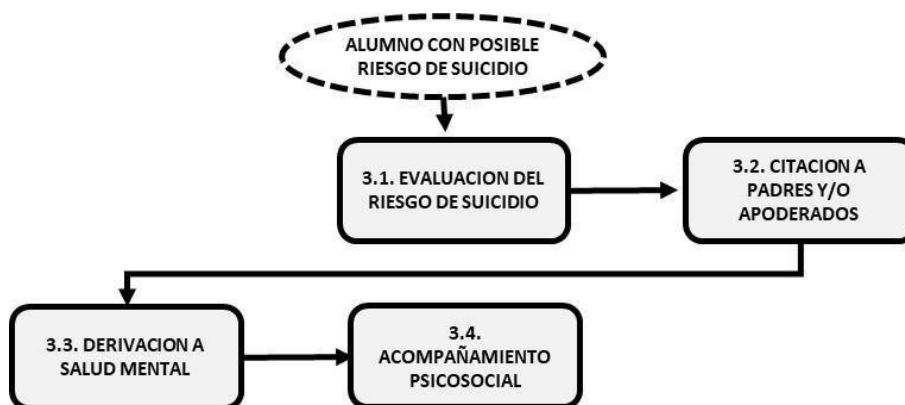 ALUMNO CON POSIBLE
RIESGO DE SUICIDIO
3.1. EVALUACION DEL
RIESGO DE SUICIDIO
3.2. CITACION A
PADRES Y/O
APODERADOS
3.3. DERIVACION A
SALUD MENTAL
3.4.
ACOMPAÑAMIENTO
PSICOSOCIAL